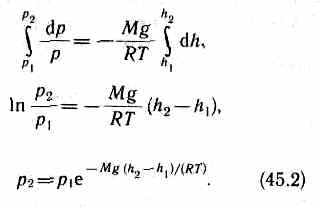 ∫_{p₁}^{p₂} dp/p = − Mg/RT ∫_{h₁}^{h₂} dh,
ln p₂/p₁ = − Mg/RT (h₂−h₁),
p₂=p₁e^{−Mg (h₂−h₁)/(RT)}. (45.2)